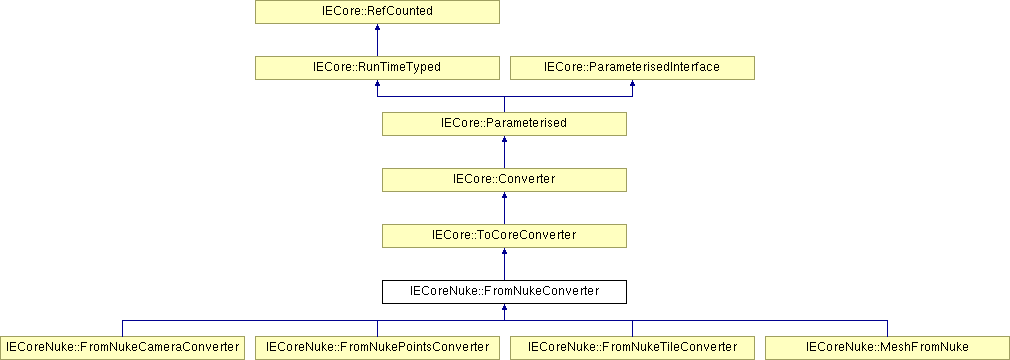 IECore::RefCounted
IECore::RunTimeTyped
IECore::ParameterisedInterface
IECore::Parameterised
IECore::Converter
IECore::ToCoreConverter
IECoreNuke::FromNukeConverter
IECoreNuke::FromNukeCameraConverter
IECoreNuke::FromNukePointsConverter
IECoreNuke::FromNukeTileConverter
IECoreNuke::MeshFromNuke